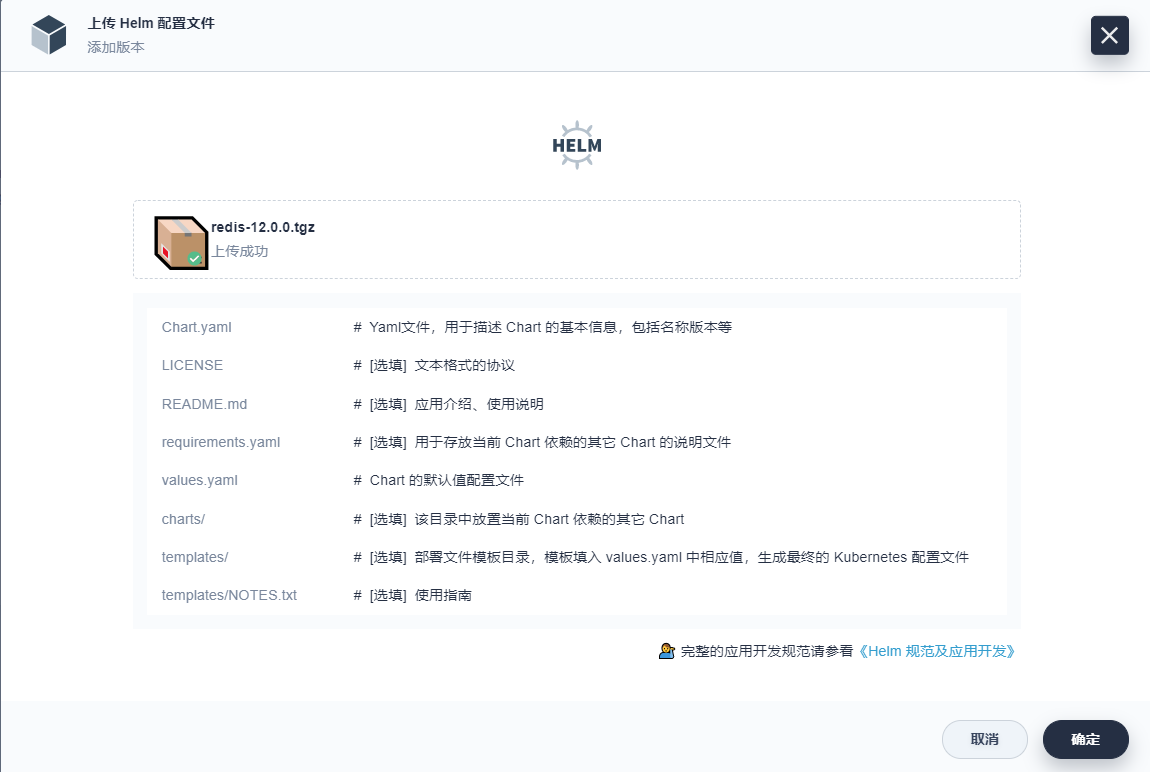 上传 Helm 配置文件
添加版本
HELM
redis-12.0.0.tgz
上传成功
Chart.yaml # Yaml文件，用于描述 Chart 的基本信息，包括名称版本等
LICENSE # [选填] 文本格式的协议
README.md # [选填] 应用介绍、使用说明
requirements.yaml # [选填] 用于存放当前 Chart 依赖的其它 Chart 的说明文件
values.yaml # Chart 的默认值配置文件
charts/ # [选填] 该目录中放置当前 Chart 依赖的其它 Chart
templates/ # [选填] 部署文件模板目录，模板填入 values.yaml 中相应值，生成最终的 Kubernetes 配置文件
templates/NOTES.txt # [选填] 使用指南
完整的应用开发规范请参看《Helm 规范及应用开发》
取消 确定